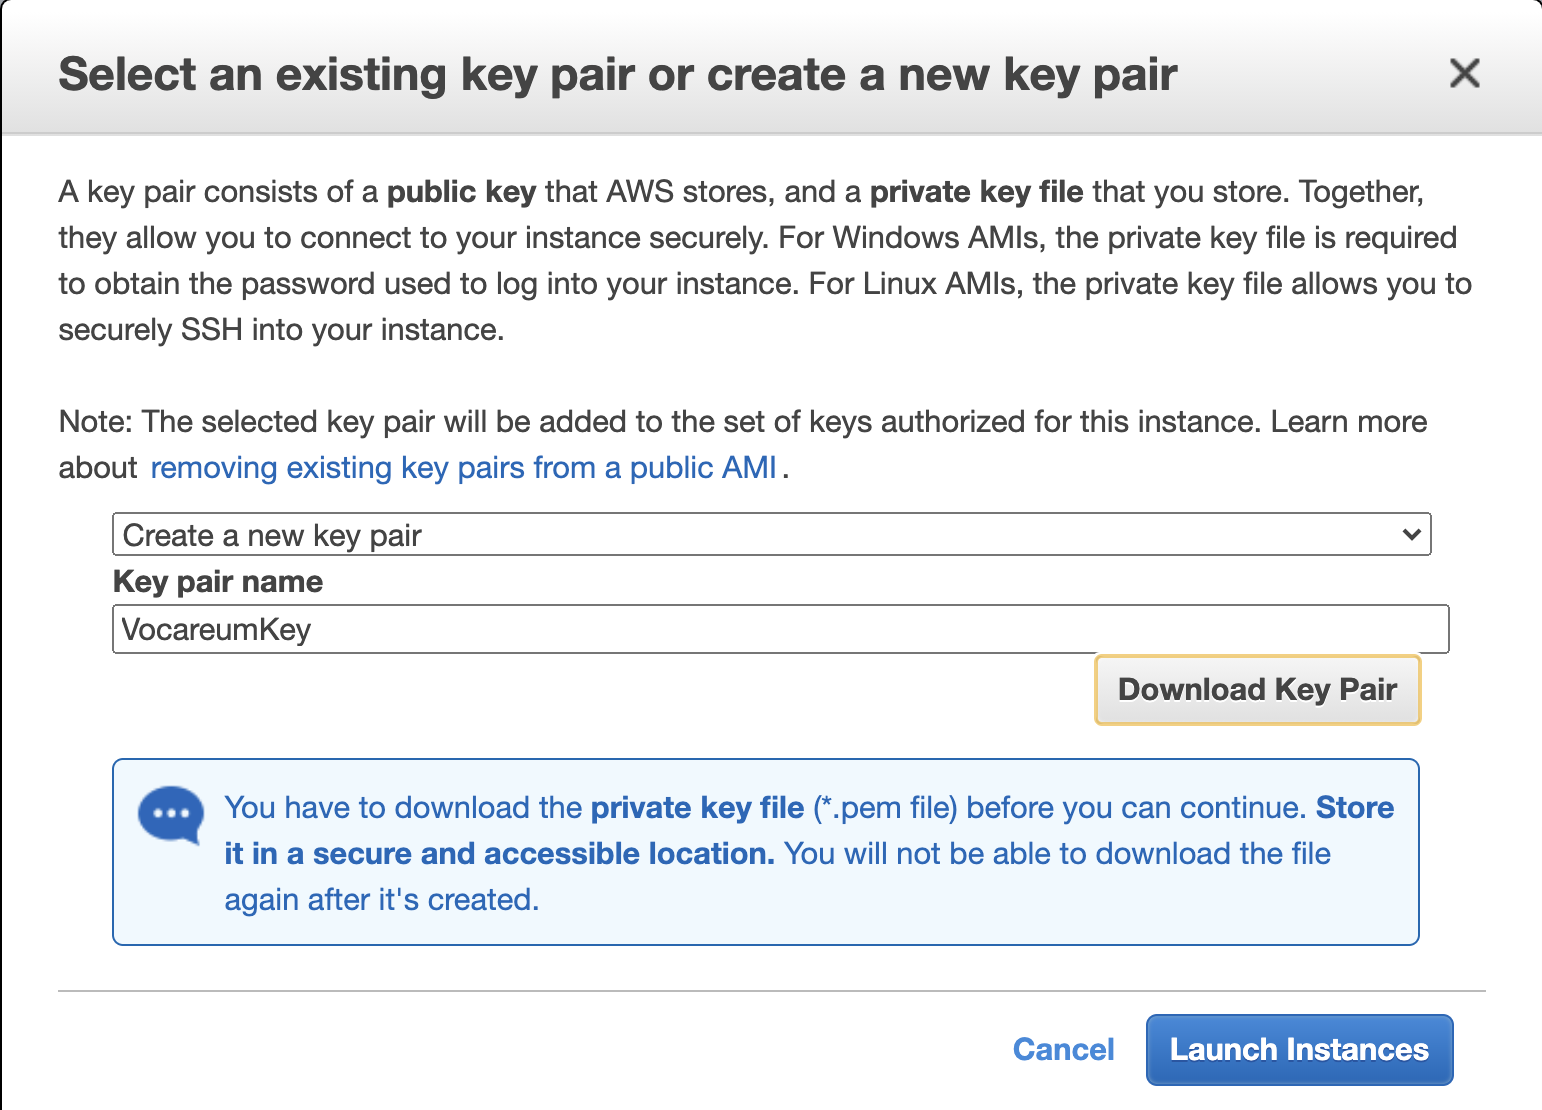 Select an existing key pair or create a new key pair
A key pair consists of a public key that AWS stores, and a private key file that you store. Together,
they allow you to connect to your instance securely. For Windows AMIs, the private key file is required
to obtain the password used to log into your instance. For Linux AMIs, the private key file allows you to
securely SSH into your instance.
Note: The selected key pair will be added to the set of keys authorized for this instance. Learn more
about removing existing key pairs from a public AMI .
Create a new key pair
Key pair name
VocareumKey
Download Key Pair
You have to download the private key file (*.pem file) before you can continue. Store
it in a secure and accessible location. You will not be able to download the file
again after it's created.
Cancel
Launch Instances